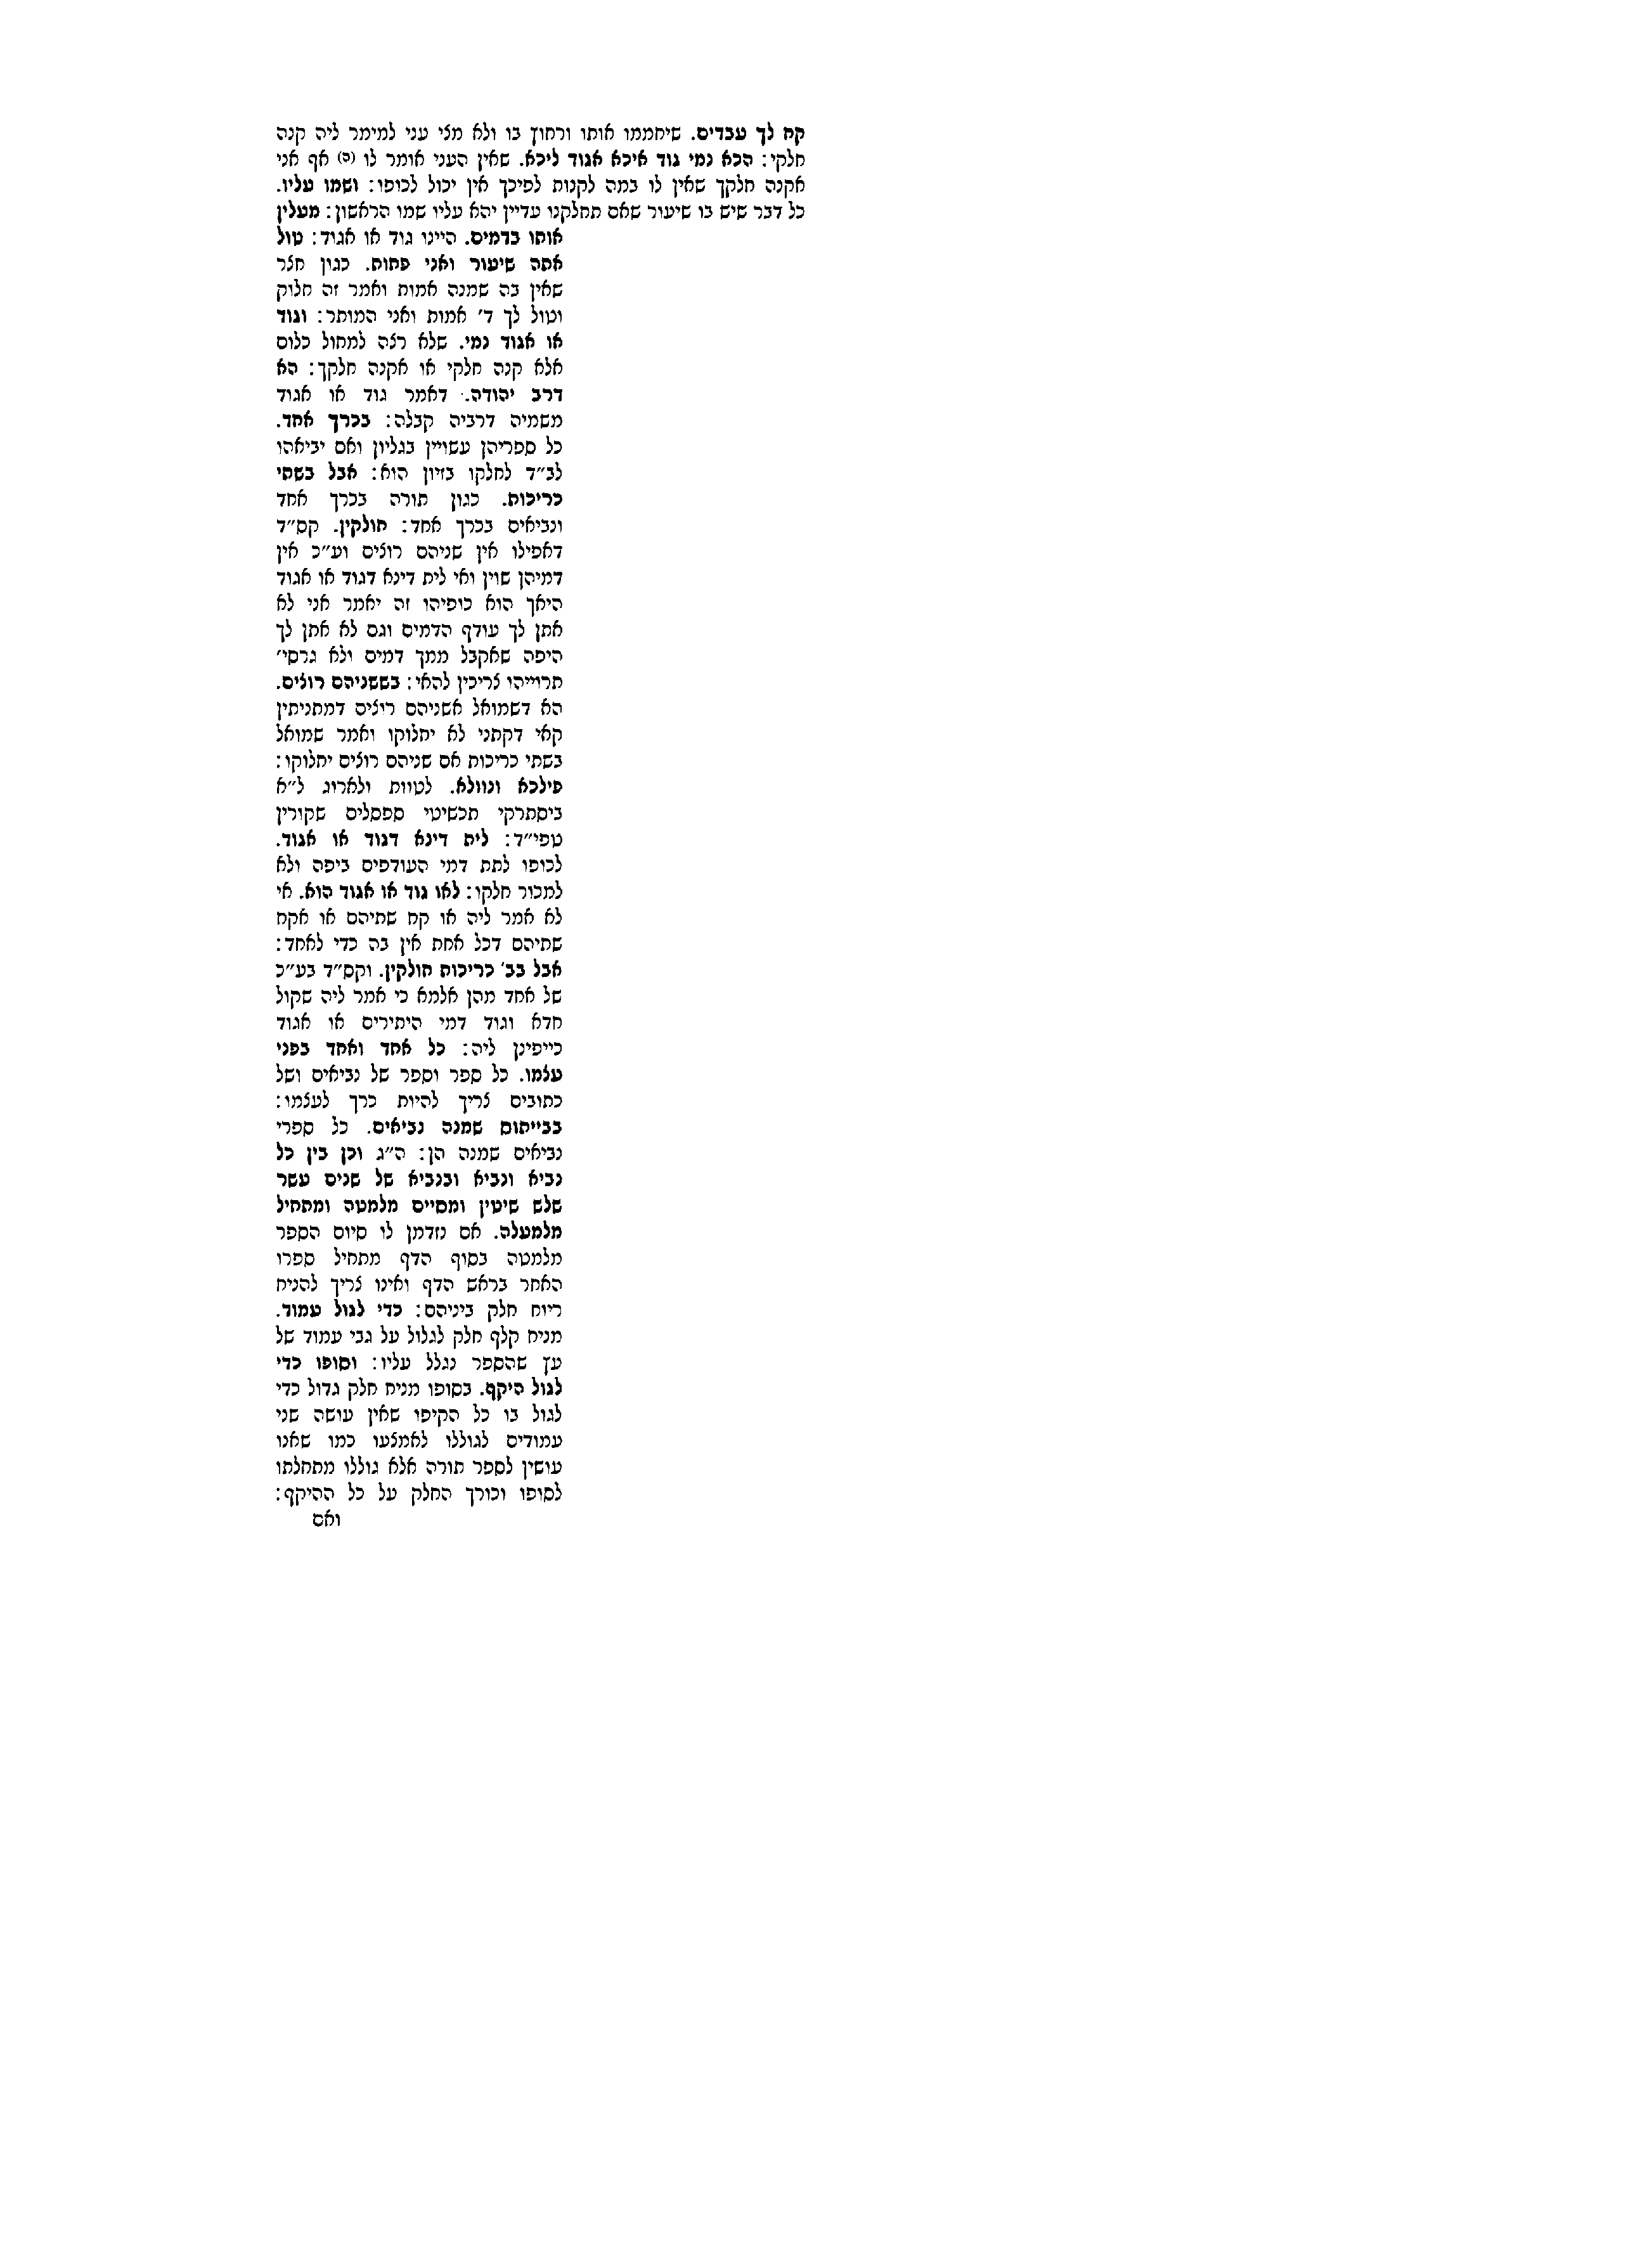 קח לך עבדים. שיחממו אותו ורחוץ בו ולא מצי עני למימר ליה קנה
חלקי: הכא נמי גוד איכא אגוד ליכא. שאין העני אומר לו (ס) אף אני
אקנה חלקך שאין לו במה לקנות לפיכך אין יכול לכופו: ושמו עליו.
כל דבר שיש בו שיעור שאם תחלקנו עדיין יהא עליו שמו הראשון: מעלין
אותו בדמים. היינו גוד או אגוד: טול
אתה שיעור ואני פחות. כגון חצר
שאין בה שמנה אמות ואמר זה חלוק
וטול לך ד׳ אמות ואני המותר: וגוד
או אגוד נמי. שלא רצה למחול כלום
אלא קנה חלקי או אקנה חלקך: הא
דרב יהודה. דאמר גוד או אגוד
משמיה דרביה קבלה: בכרך אחד.
כל ספריהן עשויין בגליון ואם יביאהו
לב״ד לחלקו בזיון הוא: אבל בשתי
כריכות. כגון תורה בכרך אחד
ונביאים בכרך אחד: חולקין. קס״ד
דאפילו אין שניהם רוצים וע״כ אין
דמיהן שוין ואי לית דינא דגוד או אגוד
היאך הוא כופיהו זה יאמר אני לא
אתן לך עודף הדמים וגם לא אתן לך
היפה שאקבל ממך דמים ולא גרסי׳
תרוייהו צריכין להאי: בששניהם רוצים.
הא דשמואל אשניהם רוצים דמתניתין
קאי דקתני לא יחלוקו ואמר שמואל
בשתי כריכות אם שניהם רוצים יחלוקו:
פילכא ונוולא. לטוות ולארוג ל״א
ביסתרקי תכשיטי ספסלים שקורין
טפי״ד: לית דינא דגוד או אגוד.
לכופו לתת דמי העודפים ביפה ולא
למכור חלקו: לאו גוד או אגוד הוא. אי
לא אמר ליה או קח שתיהם או אקח
שתיהם דכל אחת אין בה כדי לאחד:
אבל בב׳ כריכות חולקין. וקס״ד בע״כ
של אחד מהן אלמא כי אמר ליה שקול
חדא וגוד דמי היתירים או אגוד
כייפינן ליה: כל אחד ואחד בפני
עצמו. כל ספר וספר של נביאים ושל
כתובים צריך להיות כרך לעצמו:
בבייתוס שמנה נביאים. כל ספרי
נביאים שמנה הן: ה״ג וכן בין כל
נביא ונביא ובנביא של שנים עשר
שלש שיטין ומסיים מלמטה ומתחיל
מלמעלה. אם נזדמן לו סיום הספר
מלמטה בסוף הדף מתחיל ספרו
האחר בראש הדף ואינו צריך להניח
ריוח חלק ביניהם: כדי לגול עמוד.
מניח קלף חלק לגלול על גבי עמוד של
עץ שהספר נגלל עליו: וסופו כדי
לגול היקף. בסופו מניח חלק גדול כדי
לגול בו כל הקיפו שאין עושה שני
עמודים לגוללו לאמצעו כמו שאנו
עושין לספר תורה אלא גוללו מתחלתו
לסופו וכורך החלק על כל ההיקף:
ואם